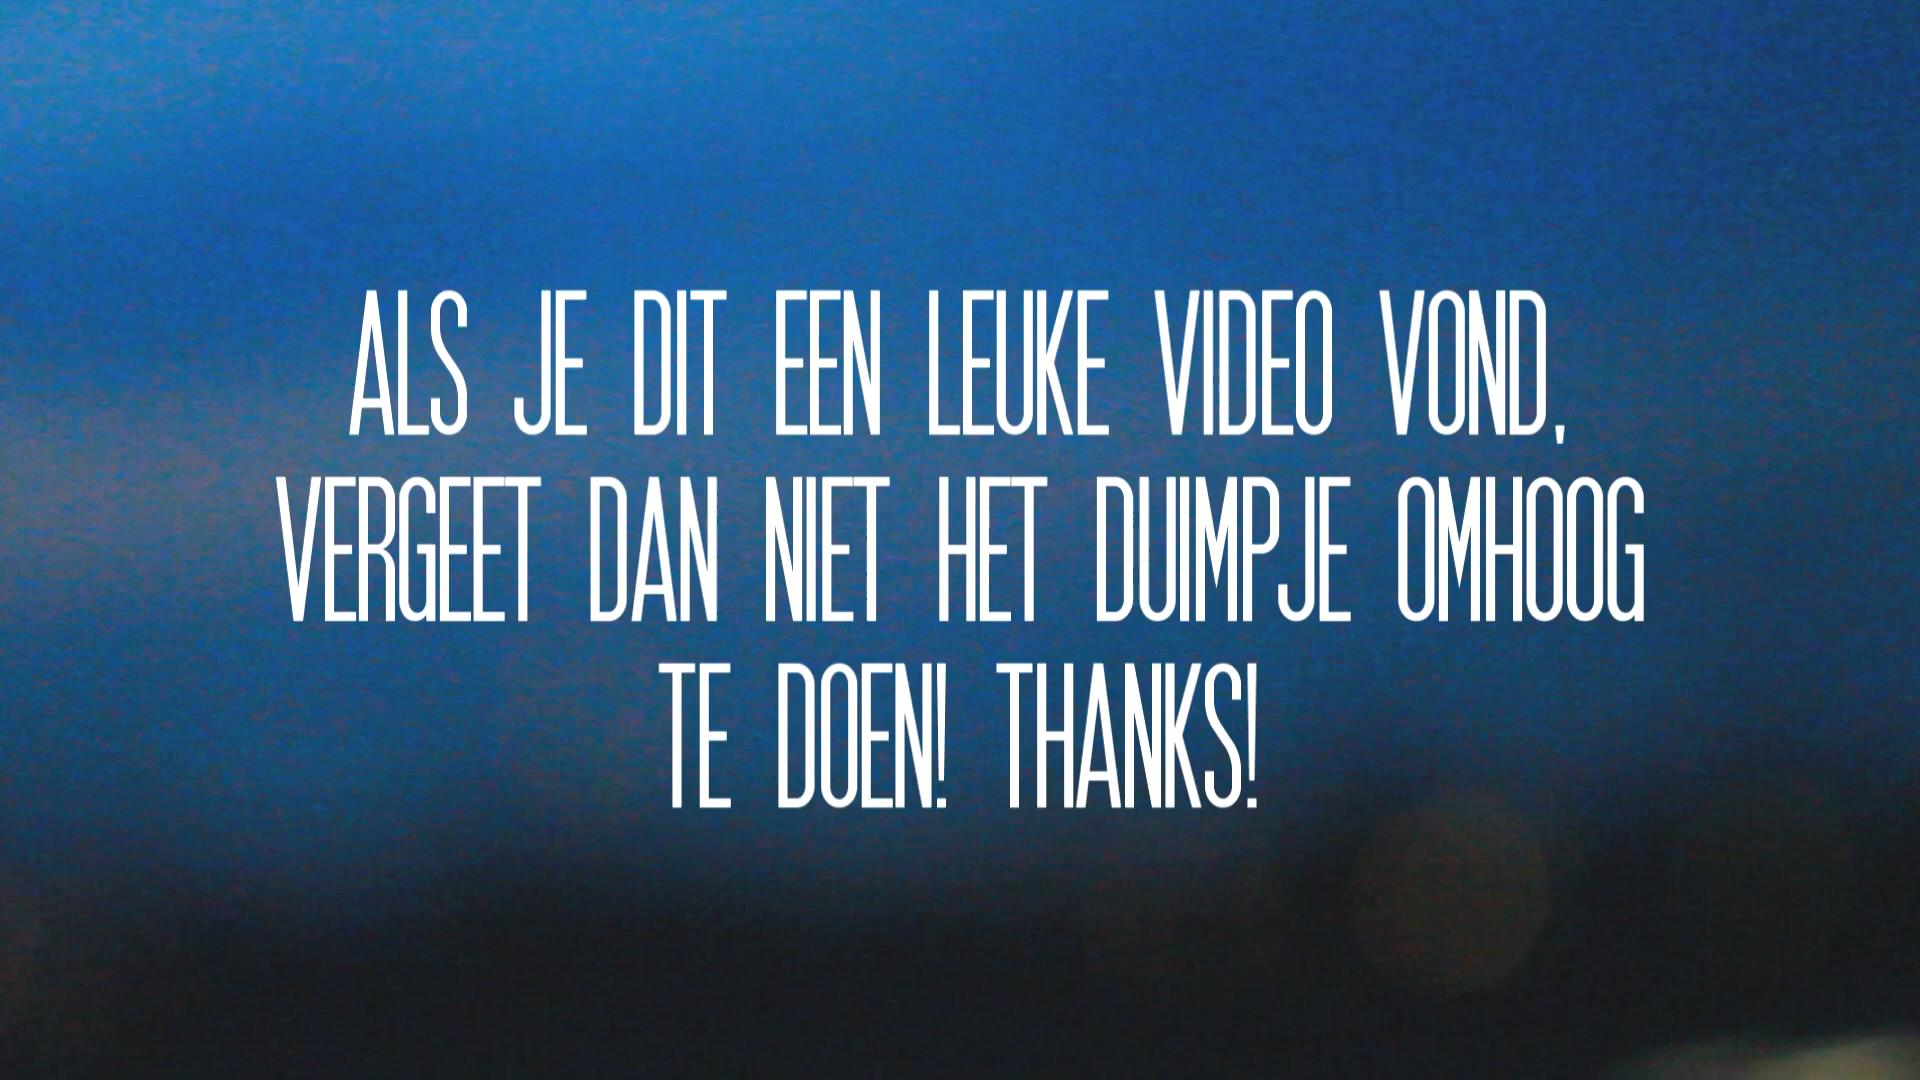 ALS JE DIT EEN LEUKE VIDEO VOND,
VERGEET DAN NIET HET DUIMPJE OMHOOG
TE DOEN! THANKS!